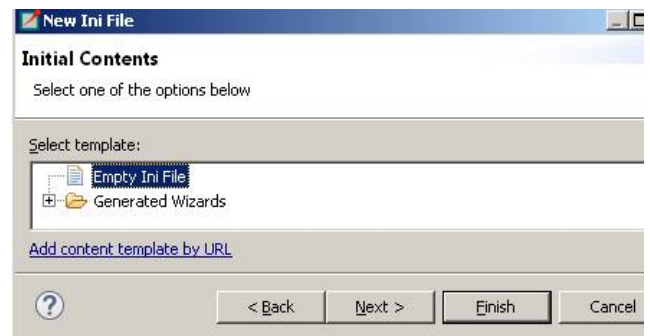 New Ini File
Initial Contents
Select one of the options below
Select template:
Empty Ini File
Generated Wizards
Add content template by URL
? < Back Next > Finish Cancel